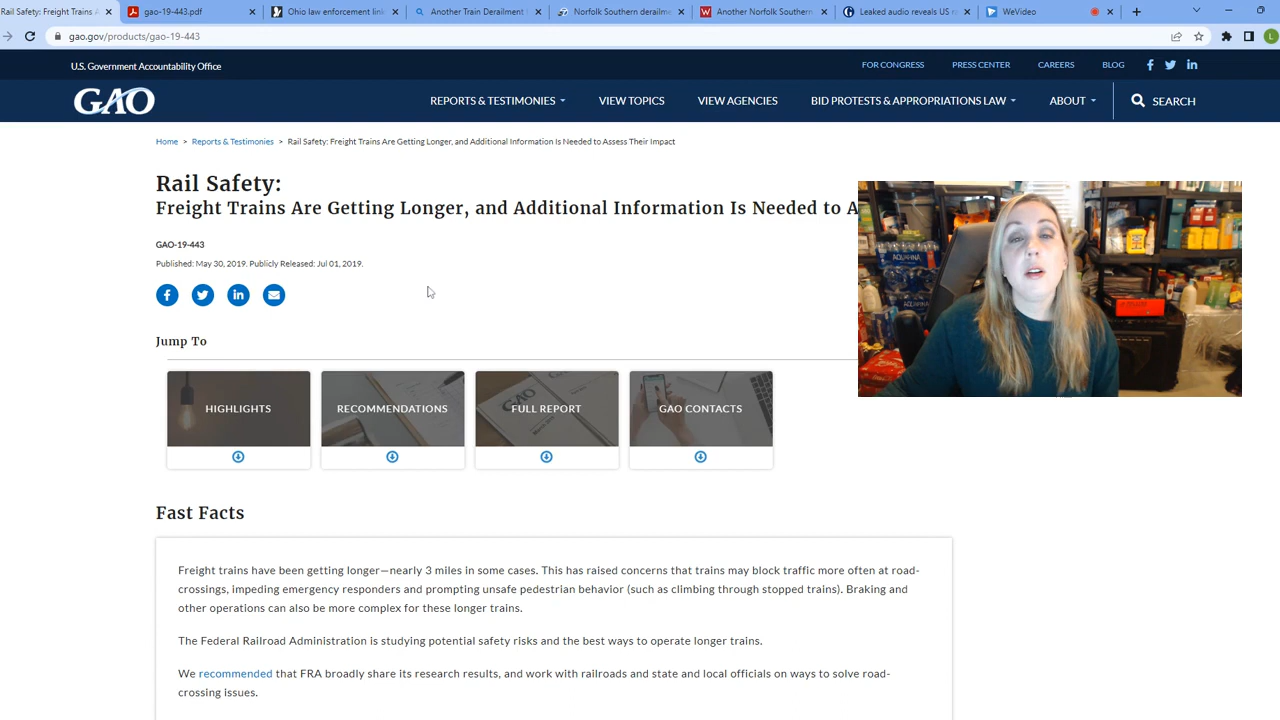 Rail Safety: Freight Trains A
gao-19-443.pdf
Ohio law enforcement link
Another Train Derailment
Norfolk Southern derailme
Another Norfolk Southern
Leaked audio reveals US r
WeVideo
gao.gov/products/gao-19-443
L
U.S. Government Accountability Office
FOR CONGRESS PRESS CENTER CAREERS BLOG
GAO
REPORTS & TESTIMONIES VIEW TOPICS VIEW AGENCIES BID PROTESTS & APPROPRIATIONS LAW ABOUT SEARCH
Home > Reports & Testimonies > Rail Safety: Freight Trains Are Getting Longer, and Additional Information Is Needed to Assess Their Impact
Rail Safety:
Freight Trains Are Getting Longer, and Additional Information Is Needed to A
GAO-19-443
Published: May 30, 2019. Publicly Released: Jul 01, 2019.
Jump To
HIGHLIGHTS
RECOMMENDATIONS
FULL REPORT
GAO CONTACTS
Fast Facts
Freight trains have been getting longer—nearly 3 miles in some cases. This has raised concerns that trains may block traffic more often at road-
crossings, impeding emergency responders and prompting unsafe pedestrian behavior (such as climbing through stopped trains). Braking and
other operations can also be more complex for these longer trains.
The Federal Railroad Administration is studying potential safety risks and the best ways to operate longer trains.
We recommended that FRA broadly share its research results, and work with railroads and state and local officials on ways to solve road-
crossing issues.